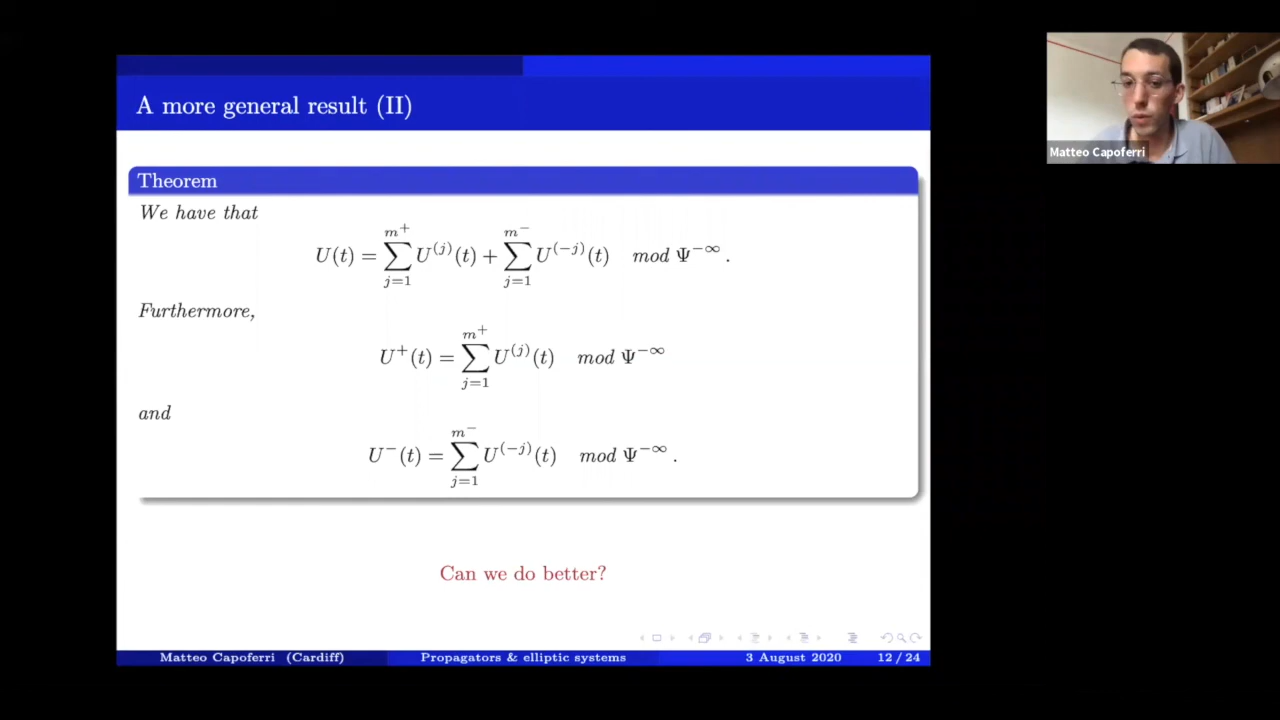 A more general result (II)
Theorem
We have that
U(t) = \sum_{j=1}^{m^+} U^{(j)}(t) + \sum_{j=1}^{m^-} U^{(-j)}(t) mod Ψ^{-∞} .
Furthermore,
U^+(t) = \sum_{j=1}^{m^+} U^{(j)}(t) mod Ψ^{-∞}
and
U^-(t) = \sum_{j=1}^{m^-} U^{(-j)}(t) mod Ψ^{-∞} .
Can we do better?
Matteo Capoferri (Cardiff) Propagators & elliptic systems 3 August 2020 12 / 24
Matteo Capoferri